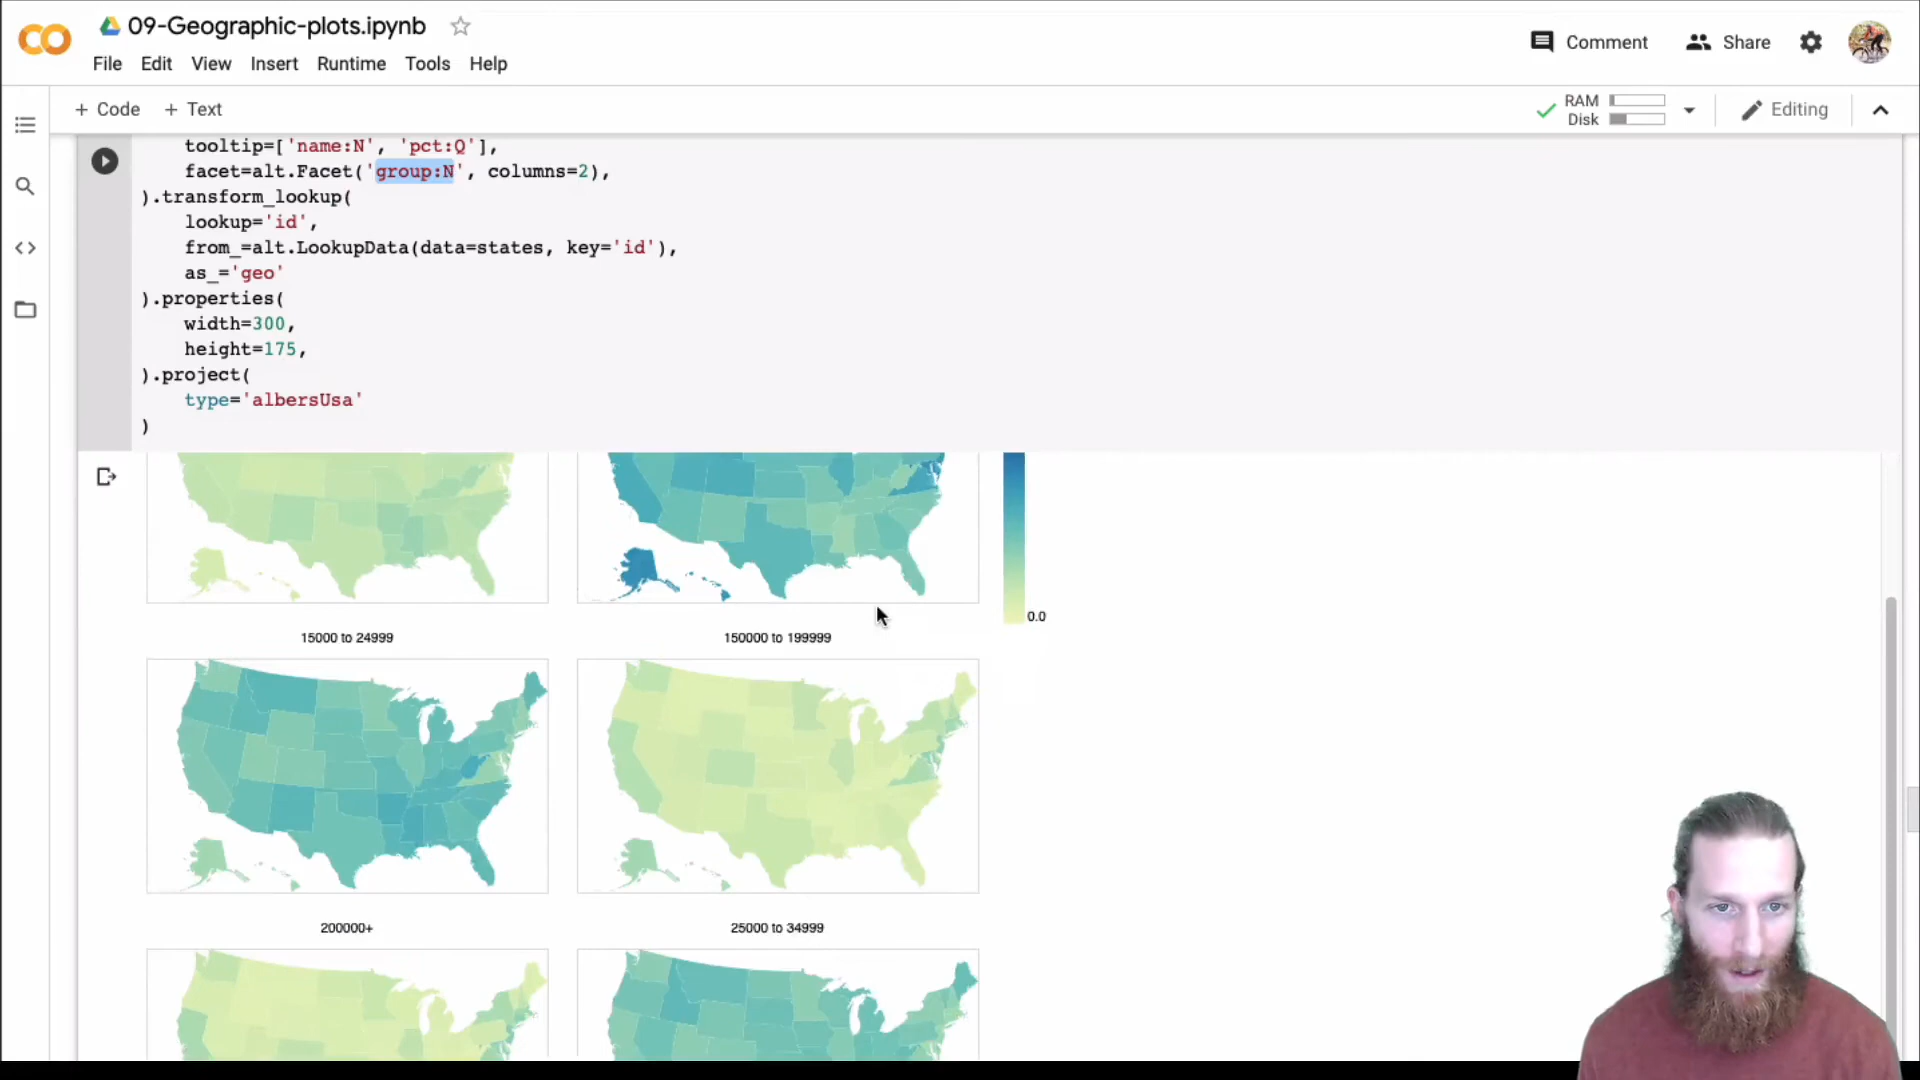 09-Geographic-plots.ipynb
File Edit View Insert Runtime Tools Help
Comment Share
+ Code + Text
RAM
Disk
Editing
tooltip=['name:N', 'pct:Q'],
facet=alt.Facet('group:N', columns=2),
).transform_lookup(
lookup='id',
from_=alt.LookupData(data=states, key='id'),
as_='geo'
).properties(
width=300,
height=175,
).project(
type='albersUsa'
)
0.0
15000 to 24999
150000 to 199999
200000+
25000 to 34999